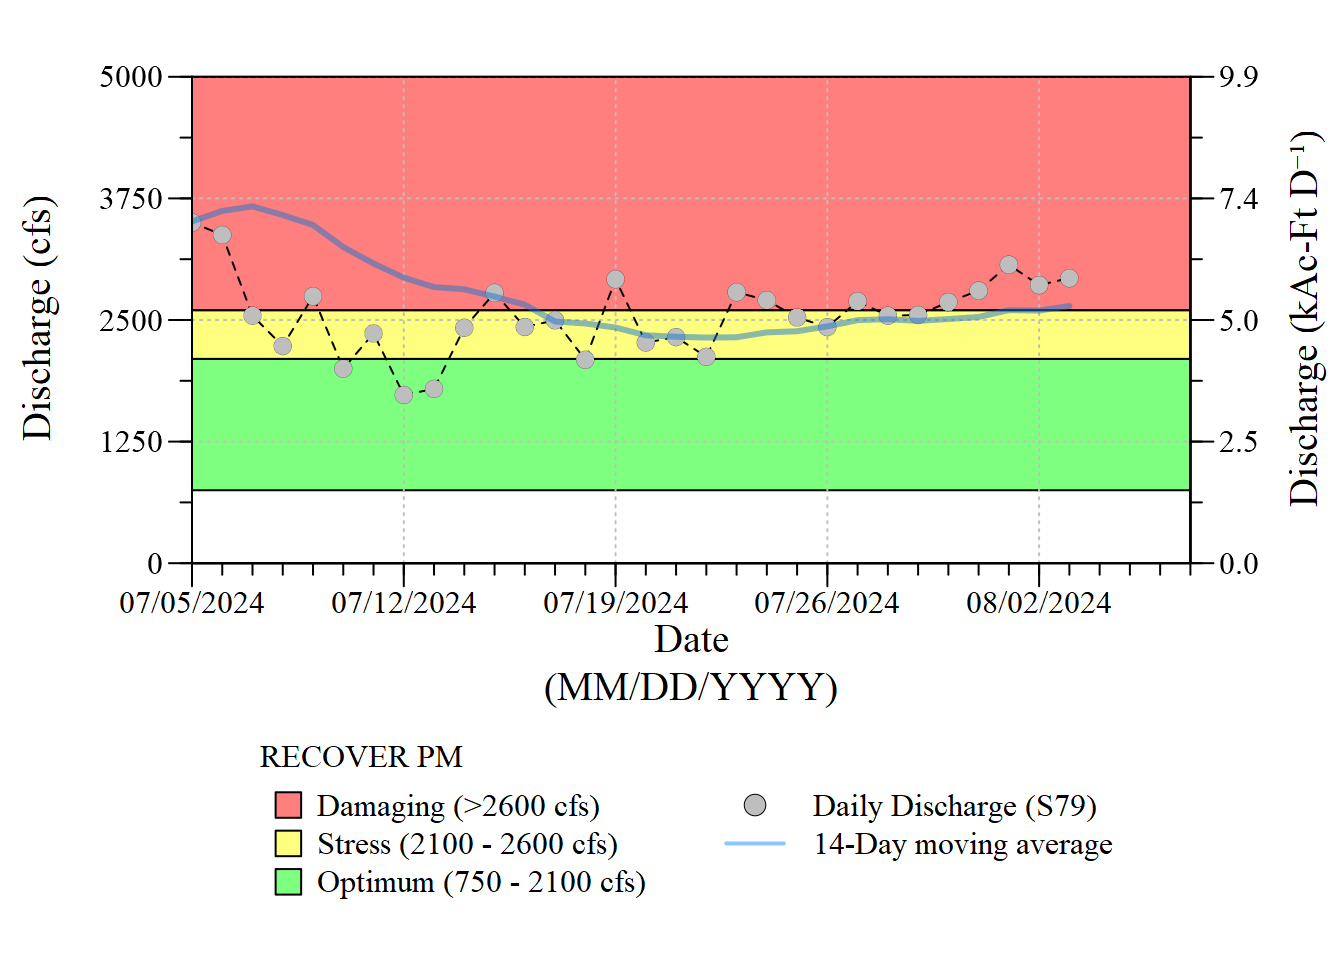 5000
3750
2500
1250
0
Discharge (cfs)
9.9
7.4
5.0
2.5
0.0
Discharge (kAc-Ft D⁻¹)
07/05/2024 07/12/2024 07/19/2024 07/26/2024 08/02/2024
Date
(MM/DD/YYYY)
RECOVER PM
Damaging (>2600 cfs)
Stress (2100 - 2600 cfs)
Optimum (750 - 2100 cfs)
Daily Discharge (S79)
14-Day moving average